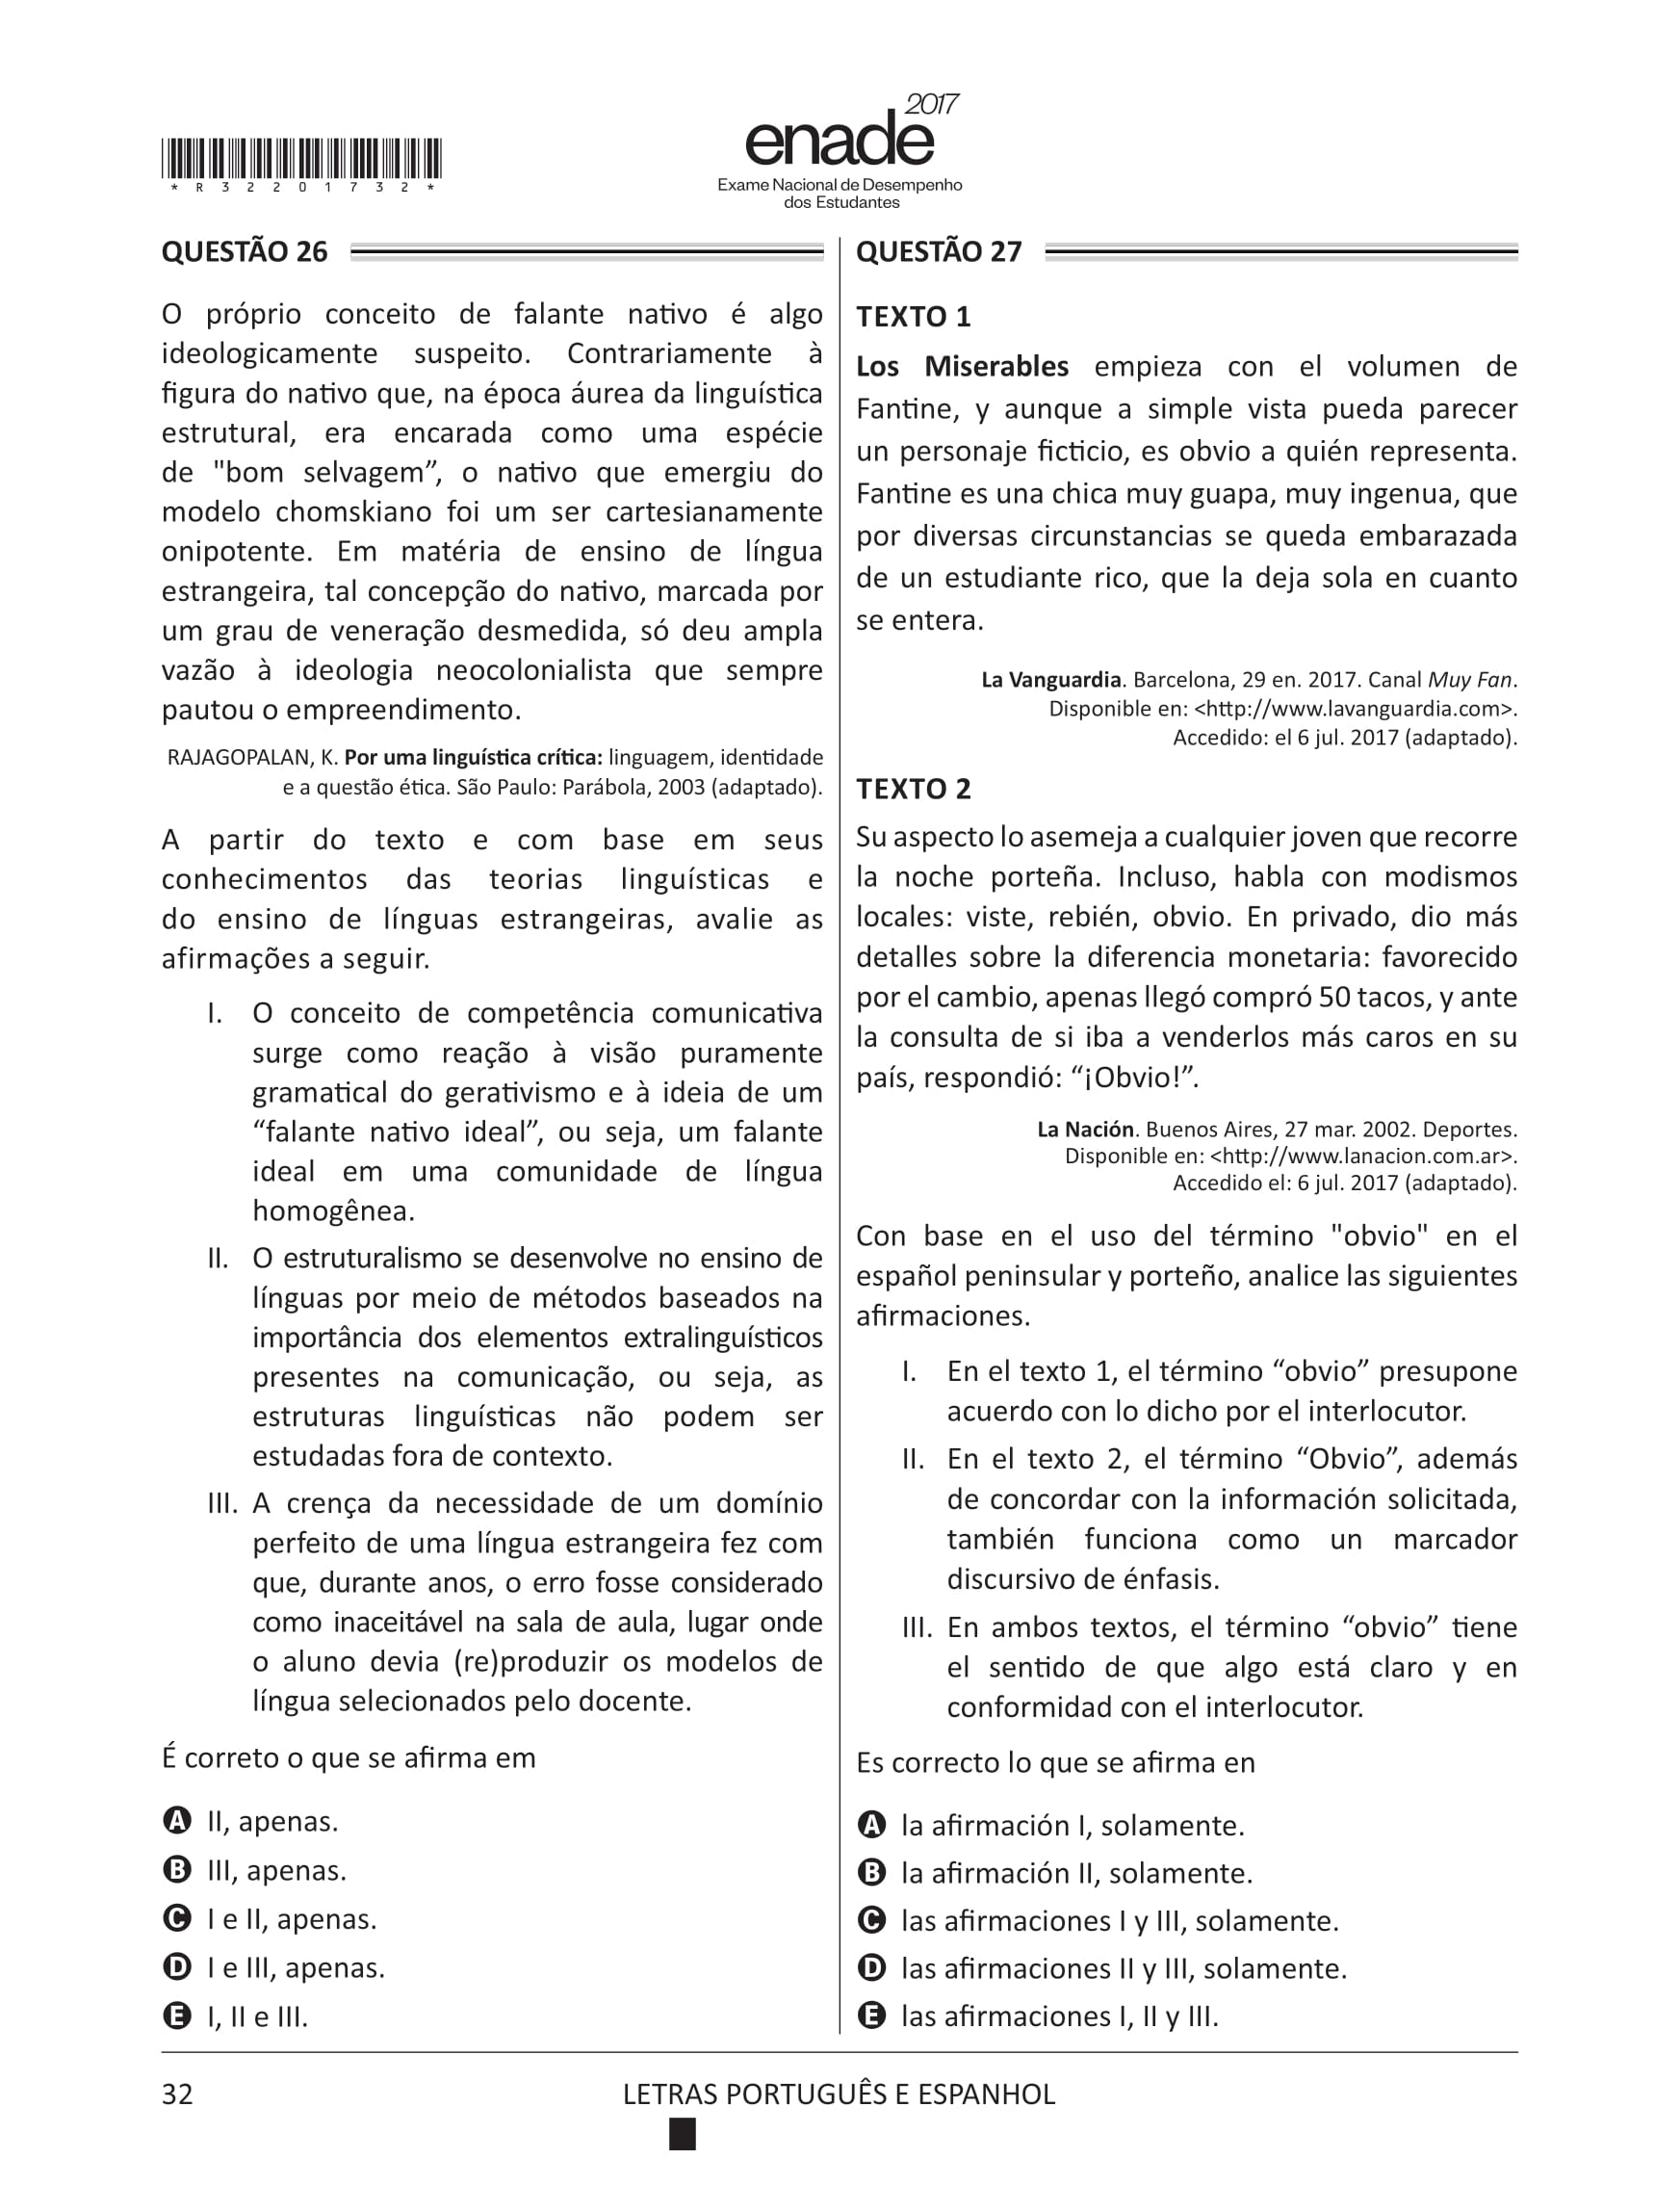 2017
enade
Exame Nacional de Desempenho
dos Estudantes
*R32201732*
QUESTÃO 26
O próprio conceito de falante nativo é algo
ideologicamente suspeito. Contrariamente à
figura do nativo que, na época áurea da linguística
estrutural, era encarada como uma espécie
de "bom selvagem”, o nativo que emergiu do
modelo chomskiano foi um ser cartesianamente
onipotente. Em matéria de ensino de língua
estrangeira, tal concepção do nativo, marcada por
um grau de veneração desmedida, só deu ampla
vazão à ideologia neocolonialista que sempre
pautou o empreendimento.
RAJAGOPALAN, K. Por uma linguística crítica: linguagem, identidade
e a questão ética. São Paulo: Parábola, 2003 (adaptado).
A partir do texto e com base em seus
conhecimentos das teorias linguísticas e
do ensino de línguas estrangeiras, avalie as
afirmações a seguir.
I. O conceito de competência comunicativa
surge como reação à visão puramente
gramatical do gerativismo e à ideia de um
“falante nativo ideal”, ou seja, um falante
ideal em uma comunidade de língua
homogênea.
II. O estruturalismo se desenvolve no ensino de
línguas por meio de métodos baseados na
importância dos elementos extralinguísticos
presentes na comunicação, ou seja, as
estruturas linguísticas não podem ser
estudadas fora de contexto.
III. A crença da necessidade de um domínio
perfeito de uma língua estrangeira fez com
que, durante anos, o erro fosse considerado
como inaceitável na sala de aula, lugar onde
o aluno devia (re)produzir os modelos de
língua selecionados pelo docente.
É correto o que se afirma em
A II, apenas.
B III, apenas.
C I e II, apenas.
D I e III, apenas.
E I, II e III.
QUESTÃO 27
TEXTO 1
Los Miserables empieza con el volumen de
Fantine, y aunque a simple vista pueda parecer
un personaje ficticio, es obvio a quién representa.
Fantine es una chica muy guapa, muy ingenua, que
por diversas circunstancias se queda embarazada
de un estudiante rico, que la deja sola en cuanto
se entera.
La Vanguardia. Barcelona, 29 en. 2017. Canal Muy Fan.
Disponible en: <http://www.lavanguardia.com>.
Accedido: el 6 jul. 2017 (adaptado).
TEXTO 2
Su aspecto lo asemeja a cualquier joven que recorre
la noche porteña. Incluso, habla con modismos
locales: viste, rebién, obvio. En privado, dio más
detalles sobre la diferencia monetaria: favorecido
por el cambio, apenas llegó compró 50 tacos, y ante
la consulta de si iba a venderlos más caros en su
país, respondió: “¡Obvio!”.
La Nación. Buenos Aires, 27 mar. 2002. Deportes.
Disponible en: <http://www.lanacion.com.ar>.
Accedido el: 6 jul. 2017 (adaptado).
Con base en el uso del término "obvio" en el
español peninsular y porteño, analice las siguientes
afirmaciones.
I. En el texto 1, el término “obvio” presupone
acuerdo con lo dicho por el interlocutor.
II. En el texto 2, el término “Obvio”, además
de concordar con la información solicitada,
también funciona como un marcador
discursivo de énfasis.
III. En ambos textos, el término “obvio” tiene
el sentido de que algo está claro y en
conformidad con el interlocutor.
Es correcto lo que se afirma en
A la afirmación I, solamente.
B la afirmación II, solamente.
C las afirmaciones I y III, solamente.
D las afirmaciones II y III, solamente.
E las afirmaciones I, II y III.
32
LETRAS PORTUGUÊS E ESPANHOL